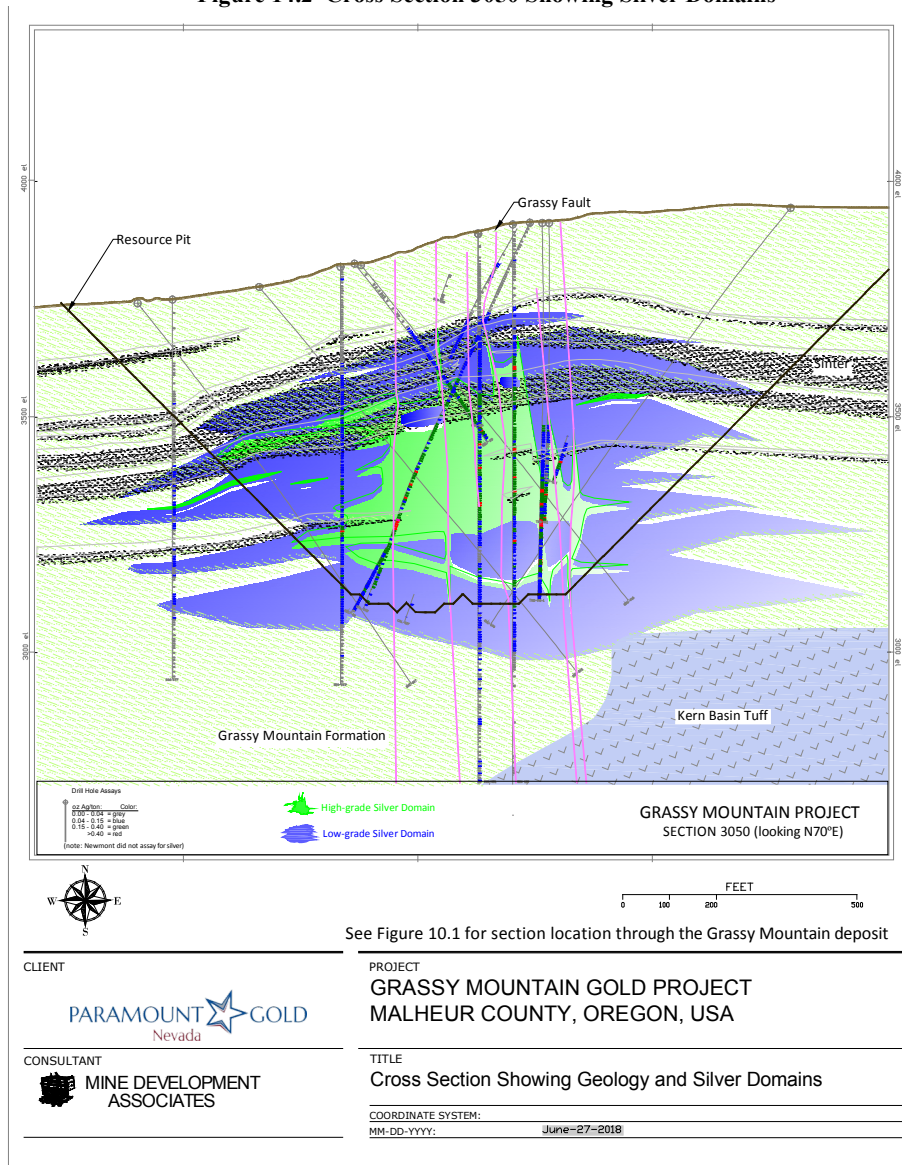 Figure 14.2 Cross Section 3050 Showing Silver Domains
4000 el
4000 el
Grassy Fault
Resource Pit
Sinter
3500 el
3500 el
3000 el
3000 el
Kern Basin Tuff
Grassy Mountain Formation
Drill Hole Assays
oz Ag/ton: Color:
0.00 - 0.04 = grey
0.04 - 0.15 = blue
0.15 - 0.40 = green
>0.40 = red
(note: Newmont did not assay for silver)
High-grade Silver Domain
Low-grade Silver Domain
GRASSY MOUNTAIN PROJECT
SECTION 3050 (looking N70°E)
N
W E
S
FEET
0 100 200 500
See Figure 10.1 for section location through the Grassy Mountain deposit
CLIENT
PARAMOUNT GOLD
Nevada
PROJECT
GRASSY MOUNTAIN GOLD PROJECT
MALHEUR COUNTY, OREGON, USA
CONSULTANT
MINE DEVELOPMENT
ASSOCIATES
TITLE
Cross Section Showing Geology and Silver Domains
COORDINATE SYSTEM:
MM-DD-YYYY: June-27-2018